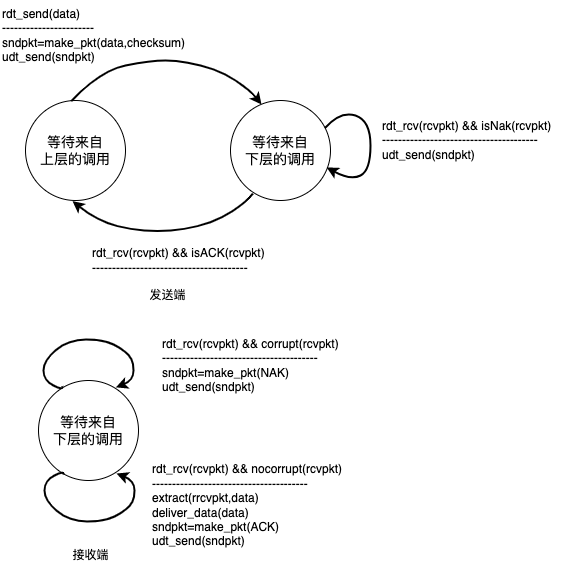 rdt_send(data)
-----------------------
sndpkt=make_pkt(data,checksum)
udt_send(sndpkt)
等待来自
上层的调用
等待来自
下层的调用
rdt_rcv(rcvpkt) && isNak(rcvpkt)
---------------------------------------
udt_send(sndpkt)
rdt_rcv(rcvpkt) && isACK(rcvpkt)
---------------------------------------
发送端
rdt_rcv(rcvpkt) && corrupt(rcvpkt)
---------------------------------------
sndpkt=make_pkt(NAK)
udt_send(sndpkt)
等待来自
下层的调用
rdt_rcv(rcvpkt) && nocorrupt(rcvpkt)
---------------------------------------
extract(rrcvpkt,data)
deliver_data(data)
sndpkt=make_pkt(ACK)
udt_send(sndpkt)
接收端